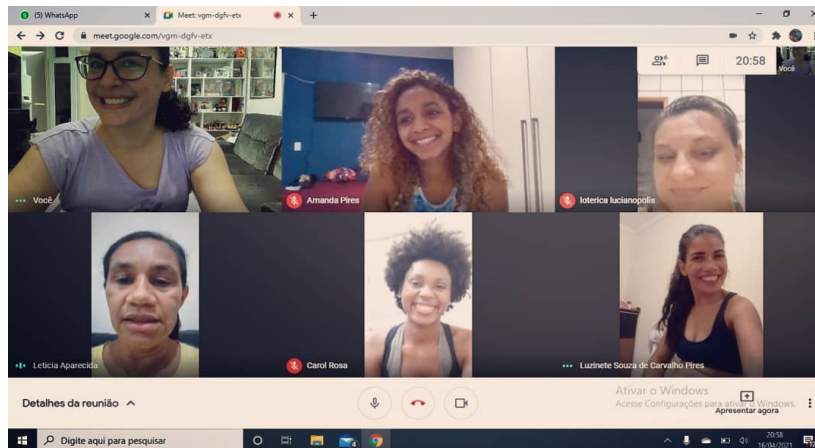 (5) WhatsApp
Meet: vgm-dgfv-etx
meet.google.com/vgm-dgfv-etx
6
20:58
Você
Você
Amanda Pires
loterica lucianopolis
Leticia Aparecida
Carol Rosa
Luzinete Souza de Carvalho Pires
Detalhes da reunião
Ativar o Windows
Acesse Configurações para ativar o Windows.
Apresentar agora
Digite aqui para pesquisar
20:58
16/04/2021